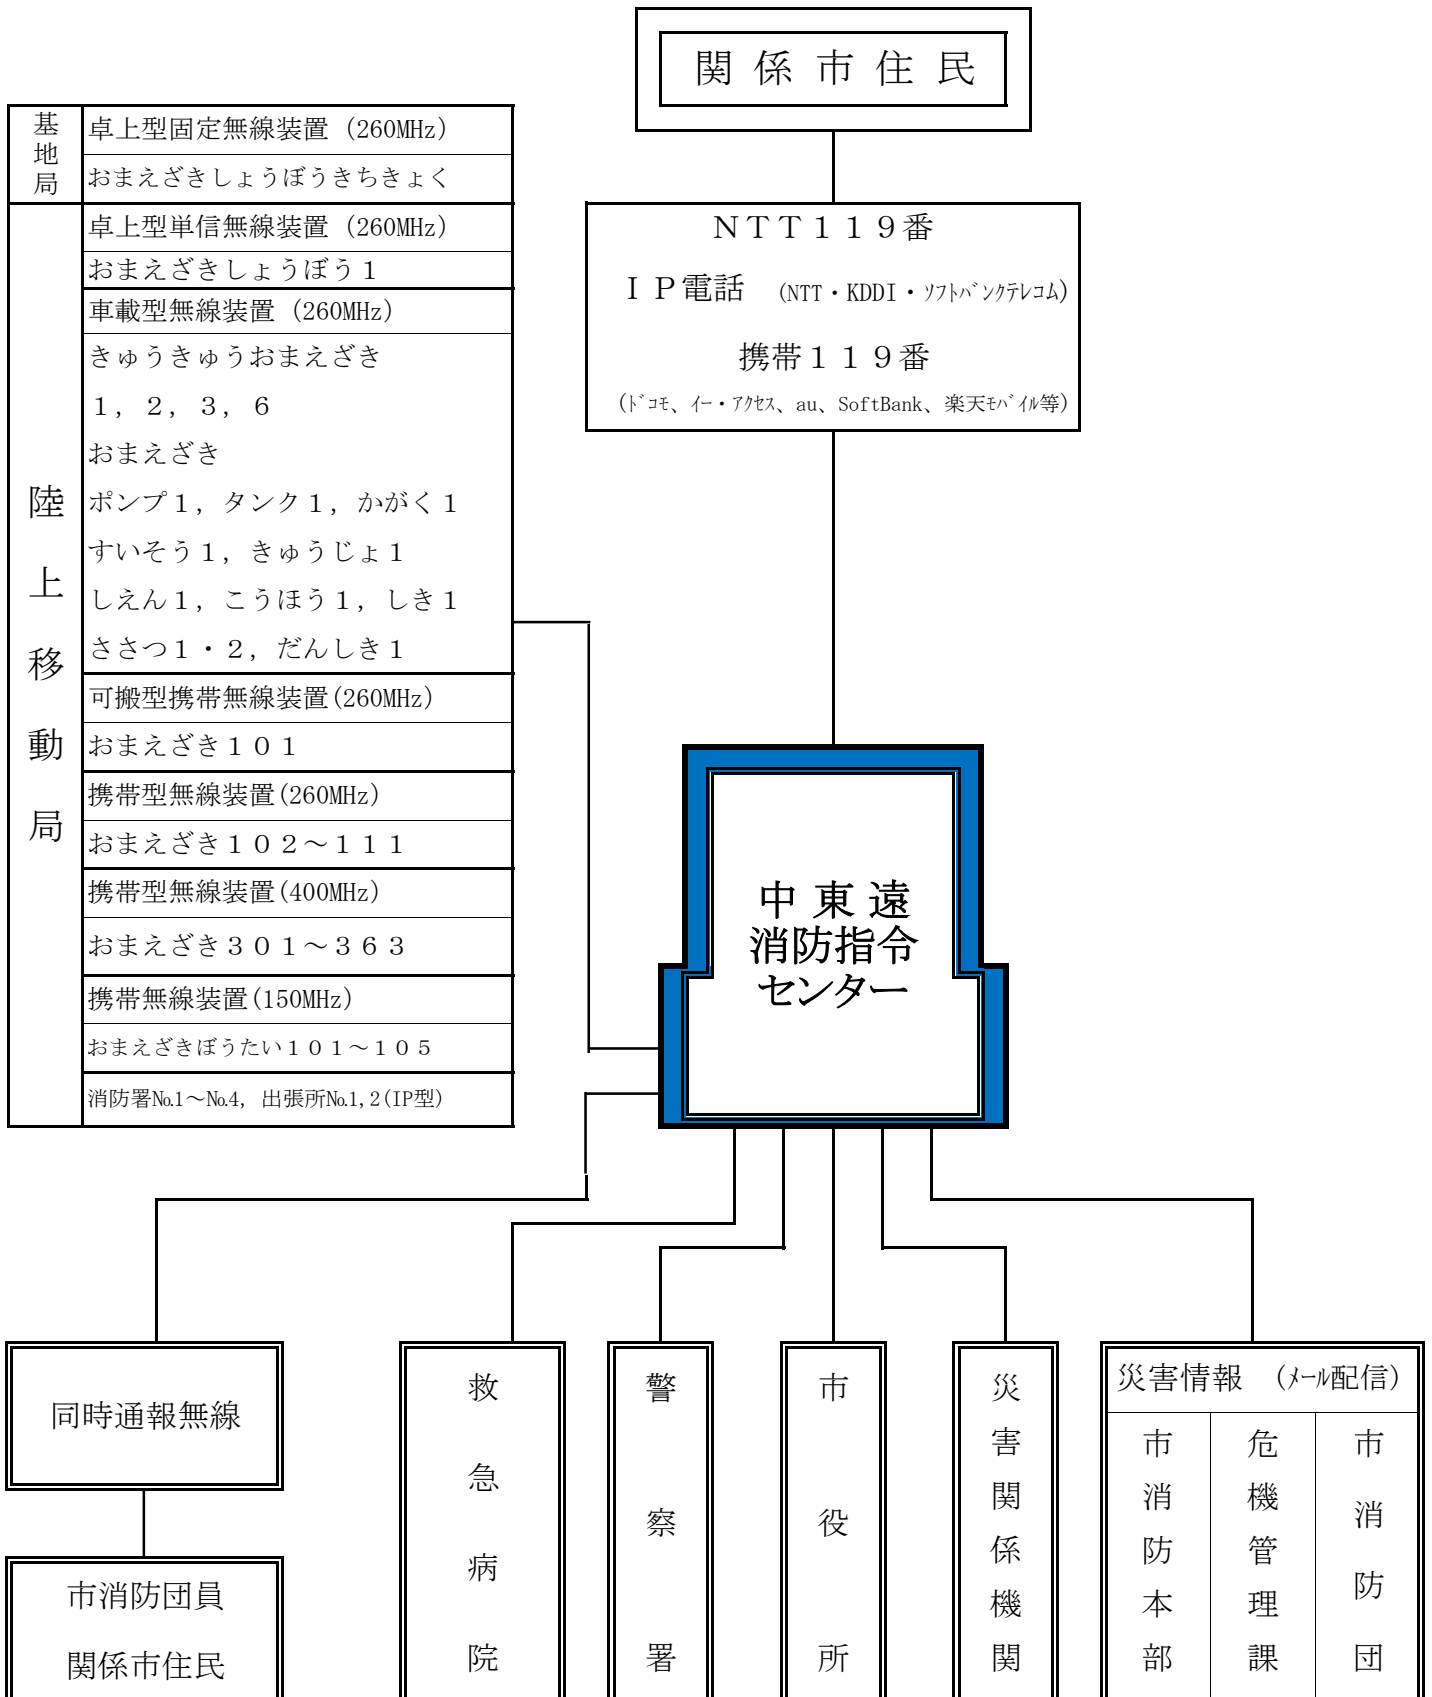 関係市住民
基地局
卓上型固定無線装置 (260MHz)
おまえざきしょうぼうきちきょく
陸上移動局
卓上型単信無線装置 (260MHz)
おまえざきしょうぼう１
車載型無線装置 (260MHz)
きゅうきゅうおまえざき
１，２，３，６
おまえざき
ポンプ１，タンク１，かがく１
すいそう１，きゅうじょ１
しえん１，こうほう１，しき１
ささつ１・２，だんしき１
可搬型携帯無線装置(260MHz)
おまえざき１０１
携帯型無線装置(260MHz)
おまえざき１０２～１１１
携帯型無線装置(400MHz)
おまえざき３０１～３６３
携帯無線装置(150MHz)
おまえざきぼうたい１０１～１０５
消防署№1～№4, 出張所№1,2(IP型)
ＮＴＴ１１９番
ＩＰ電話 (NTT・KDDI・ｿﾌﾄﾊﾞﾝｸﾃﾚｺﾑ)
携帯１１９番
(ﾄﾞｺﾓ、ｲｰ・ｱｸｾｽ、au、SoftBank、楽天ﾓﾊﾞｲﾙ等)
中東遠
消防指令
センター
同時通報無線
市消防団員
関係市住民
救急病院
警察署
市役所
災害関係機関
災害情報 (ﾒｰﾙ配信)
市消防本部
危機管理課
市消防団